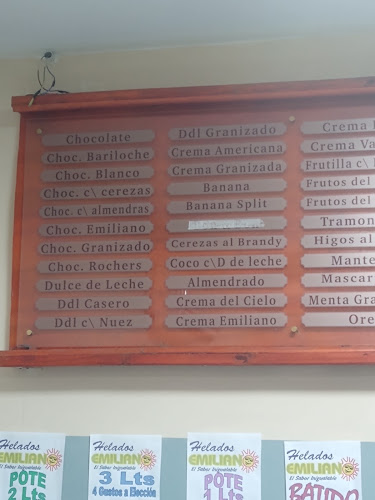 Chocolate
Choc. Bariloche
Choc. Blanco
Choc. c\ cerezas
Choc. c\ almendras
Choc. Emiliano
Choc. Granizado
Choc. Rochers
Dulce de Leche
Ddl Casero
Ddl c\ Nuez
Ddl Granizado
Crema Americana
Crema Granizada
Banana
Banana Split
Cerezas al Brandy
Coco c\D de leche
Almendrado
Crema del Cielo
Crema Emiliano
Crema
Crema Va
Frutilla c\
Frutos del
Frutos del
Tramon
Higos al
Mante
Mascar
Menta Gra
Ore
Helados
EMILIANO
El Sabor Inigualable
POTE
2 Lts
Helados
EMILIANO
El Sabor Inigualable
3 Lts
4 Gustos a Elección
Helados
EMILIANO
El Sabor Inigualable
POTE
1 Lts
Helados
EMILIANO
El Sabor Inigualable
BATIDO